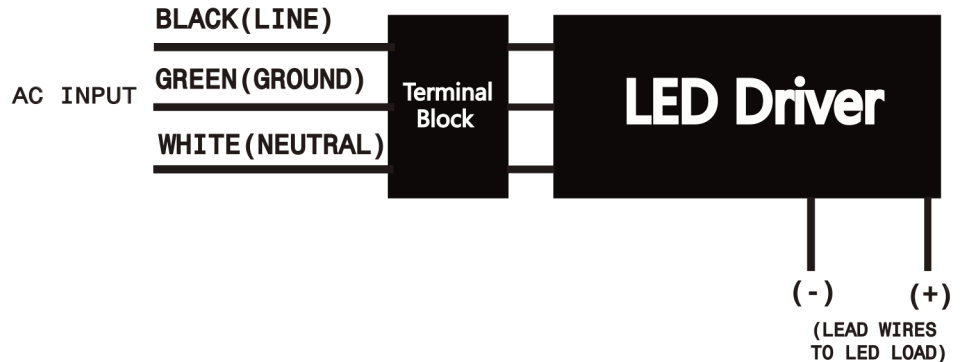 BLACK(LINE)
AC INPUT
GREEN(GROUND)
WHITE(NEUTRAL)
Terminal
Block
LED Driver
(-)
(+)
(LEAD WIRES
TO LED LOAD)